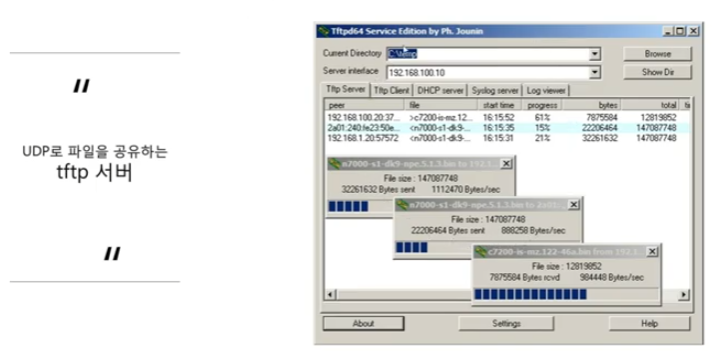 "
UDP로 파일을 공유하는
tftp 서버
"
Tftpd64 Service Edition by Ph. Jounin
Current Directory C:\temp Browse
Server interface 192.168.100.10 Show Dir
Tftp Server Tftp Client DHCP server Syslog server Log viewer
peer file start time progress bytes total
192.168.100.20:37... >c7200-is-mz.12... 16:15:52 61% 7875584 12819852
2a01:240:fe23:50e... <n7000-s1-dk9-... 16:15:35 15% 22206464 147087748
192.168.1.20:57572 <n7000-s1-dk9-... 16:15:31 21% 32261632 147087748
n7000-s1-dk9-npe.5.1.3.bin to 192.1...
File size : 147087748
32261632 Bytes sent 1112470 Bytes/sec
n7000-s1-dk9-npe.5.1.3.bin to 2a01:...
File size : 147087748
22206464 Bytes sent 888258 Bytes/sec
c7200-is-mz.122-46a.bin from 192.1...
File size : 12819852
7875584 Bytes rcvd 984448 Bytes/sec
About Settings Help